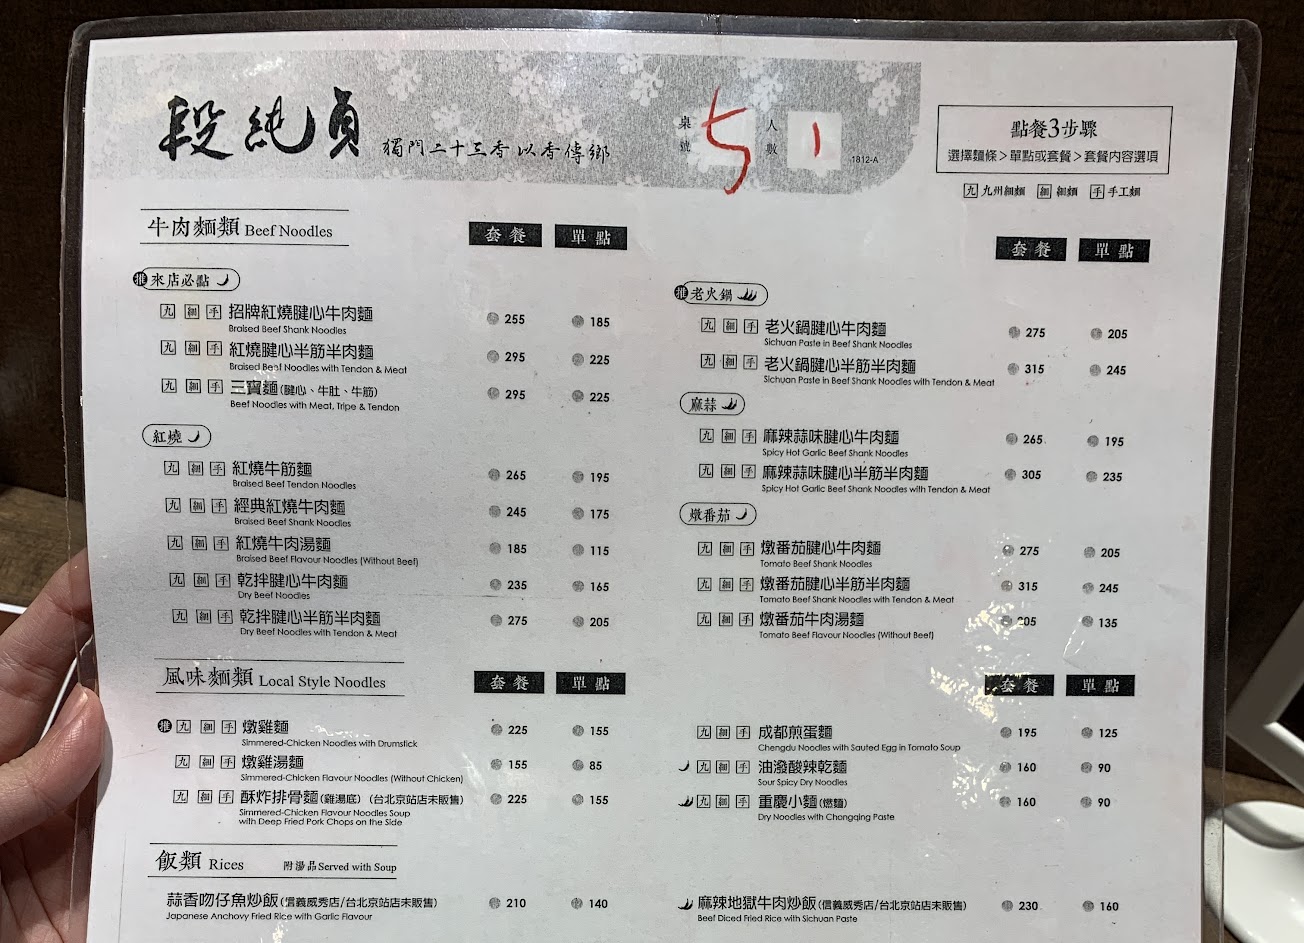 段純貞
獨門二十三香以香傳鄉
桌號 5 人數 1
1812-A
點餐3步驟
選擇麵條>單點或套餐>套餐內容選項
九 九州細麵 細 細麵 手 手工麵
牛肉麵類 Beef Noodles
套餐 單點
推 來店必點
九 細 手 招牌紅燒腱心牛肉麵 255 185
Braised Beef Shank Noodles
九 細 手 紅燒腱心半筋半肉麵 295 225
Braised Beef Noodles with Tendon & Meat
九 細 手 三寶麵(腱心、牛肚、牛筋) 295 225
Beef Noodles with Meat, Tripe & Tendon
紅燒
九 細 手 紅燒牛筋麵 265 195
Braised Beef Tendon Noodles
九 細 手 經典紅燒牛肉麵 245 175
Braised Beef Shank Noodles
九 細 手 紅燒牛肉湯麵 185 115
Braised Beef Flavour Noodles (Without Beef)
九 細 手 乾拌腱心牛肉麵 235 165
Dry Beef Noodles
九 細 手 乾拌腱心半筋半肉麵 275 205
Dry Beef Noodles with Tendon & Meat
套餐 單點
推 老火鍋
九 細 手 老火鍋腱心牛肉麵 275 205
Sichuan Paste in Beef Shank Noodles
九 細 手 老火鍋腱心半筋半肉麵 315 245
Sichuan Paste in Beef Shank Noodles with Tendon & Meat
麻蒜
九 細 手 麻辣蒜味腱心牛肉麵 265 195
Spicy Hot Garlic Beef Shank Noodles
九 細 手 麻辣蒜味腱心半筋半肉麵 305 235
Spicy Hot Garlic Beef Shank Noodles with Tendon & Meat
燉番茄
九 細 手 燉番茄腱心牛肉麵 275 205
Tomato Beef Shank Noodles
九 細 手 燉番茄腱心半筋半肉麵 315 245
Tomato Beef Shank Noodles with Tendon & Meat
九 細 手 燉番茄牛肉湯麵 205 135
Tomato Beef Flavour Noodles (Without Beef)
風味麵類 Local Style Noodles
套餐 單點
推 九 細 手 燉雞麵 225 155
Simmered-Chicken Noodles with Drumstick
九 細 手 燉雞湯麵 155 85
Simmered-Chicken Flavour Noodles (Without Chicken)
九 細 手 酥炸排骨麵(雞湯底)(台北京站店未販售) 225 155
Simmered-Chicken Flavour Noodles Soup
with Deep Fried Pork Chops on the Side
套餐 單點
九 細 手 成都煎蛋麵 195 125
Chengdu Noodles with Sauted Egg in Tomato Soup
九 細 手 油潑酸辣乾麵 160 90
Sour Spicy Dry Noodles
九 細 手 重慶小麵(燃麵) 160 90
Dry Noodles with Chongqing Paste
飯類 Rices 附湯品Served with Soup
蒜香吻仔魚炒飯(信義威秀店/台北京站店未販售) 210 140
Japanese Anchovy Fried Rice with Garlic Flavour
麻辣地獄牛肉炒飯(信義威秀店/台北京站店未販售) 230 160
Beef Diced Fried Rice with Sichuan Paste